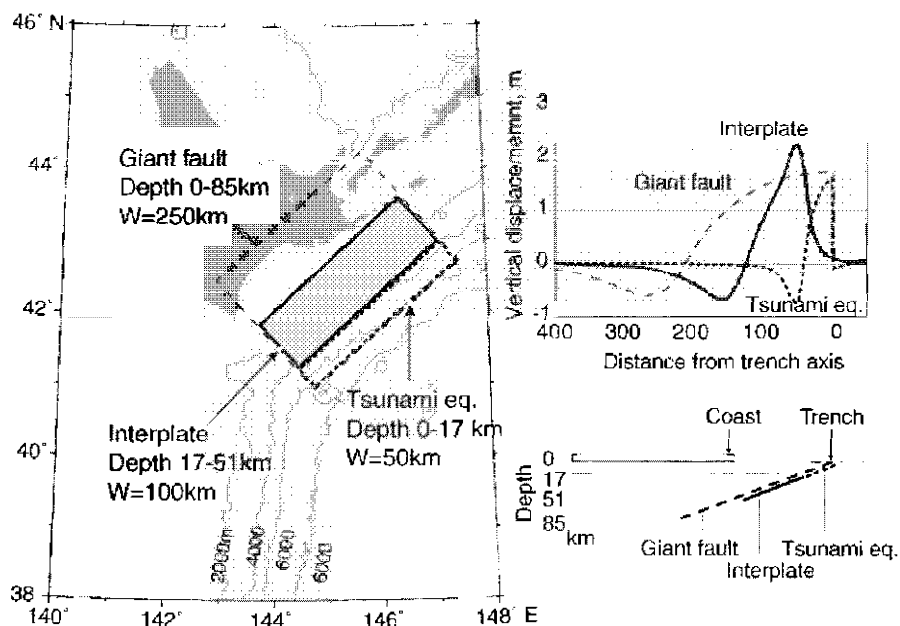 46° N
44°
42°
40°
38
140°
142°
144°
146°
148° E
Giant fault
Depth 0-85km
W=250km
Interplate
Depth 17-51km
W=100km
Tsunami eq.
Depth 0-17 km
W=50km
2000m
4000
6000
6000
Vertical displacememnt, m
3
2
1
0
-1
Interplate
Giant fault
Tsunami eq.
400
300
200
100
0
Distance from trench axis
Coast
Trench
Depth
0
17
51
85
km
Giant fault
Tsunami eq.
Interplate